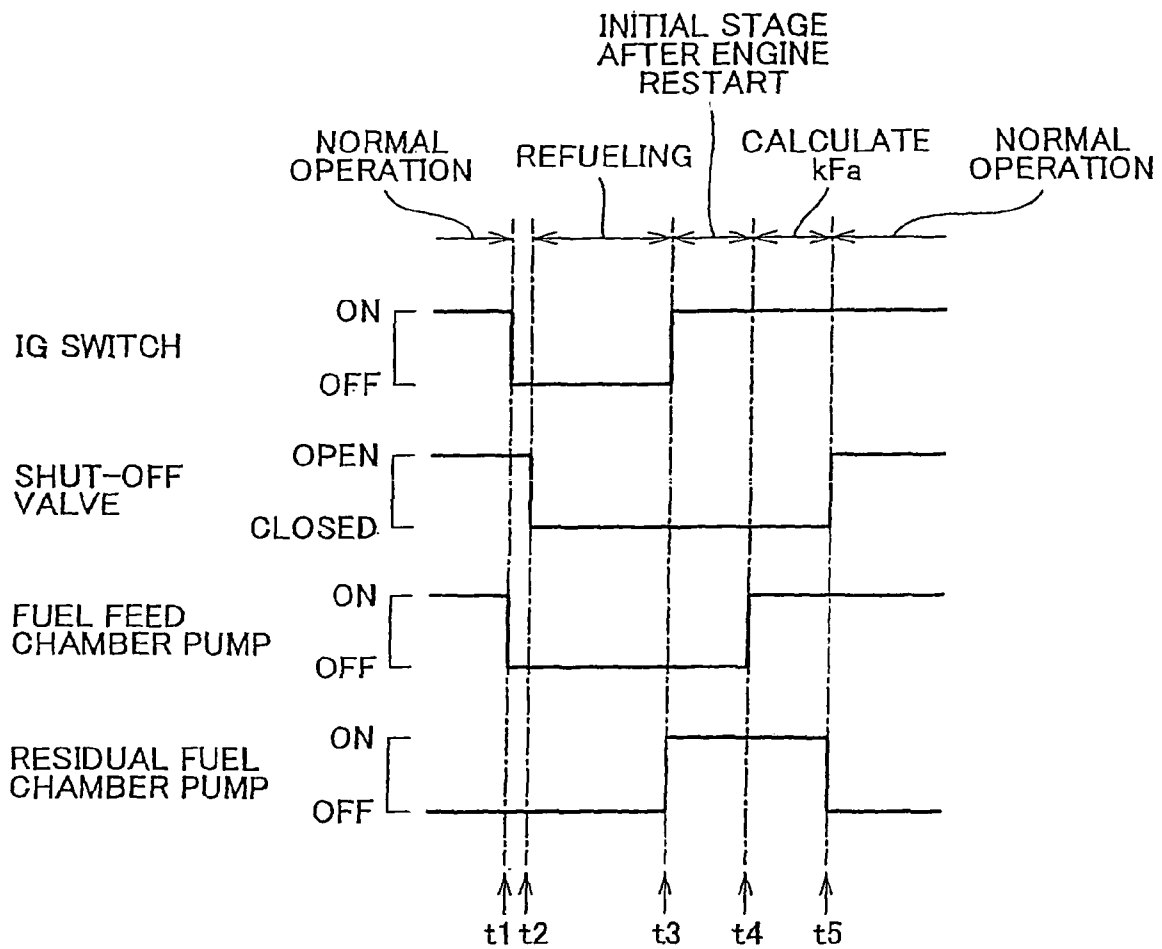 INITIAL STAGE
AFTER ENGINE
RESTART
NORMAL
OPERATION
REFUELING
CALCULATE
kFa
NORMAL
OPERATION
IG SWITCH
ON
OFF
SHUT-OFF
VALVE
OPEN
CLOSED
FUEL FEED
CHAMBER PUMP
ON
OFF
RESIDUAL FUEL
CHAMBER PUMP
ON
OFF
t1 t2 t3 t4 t5